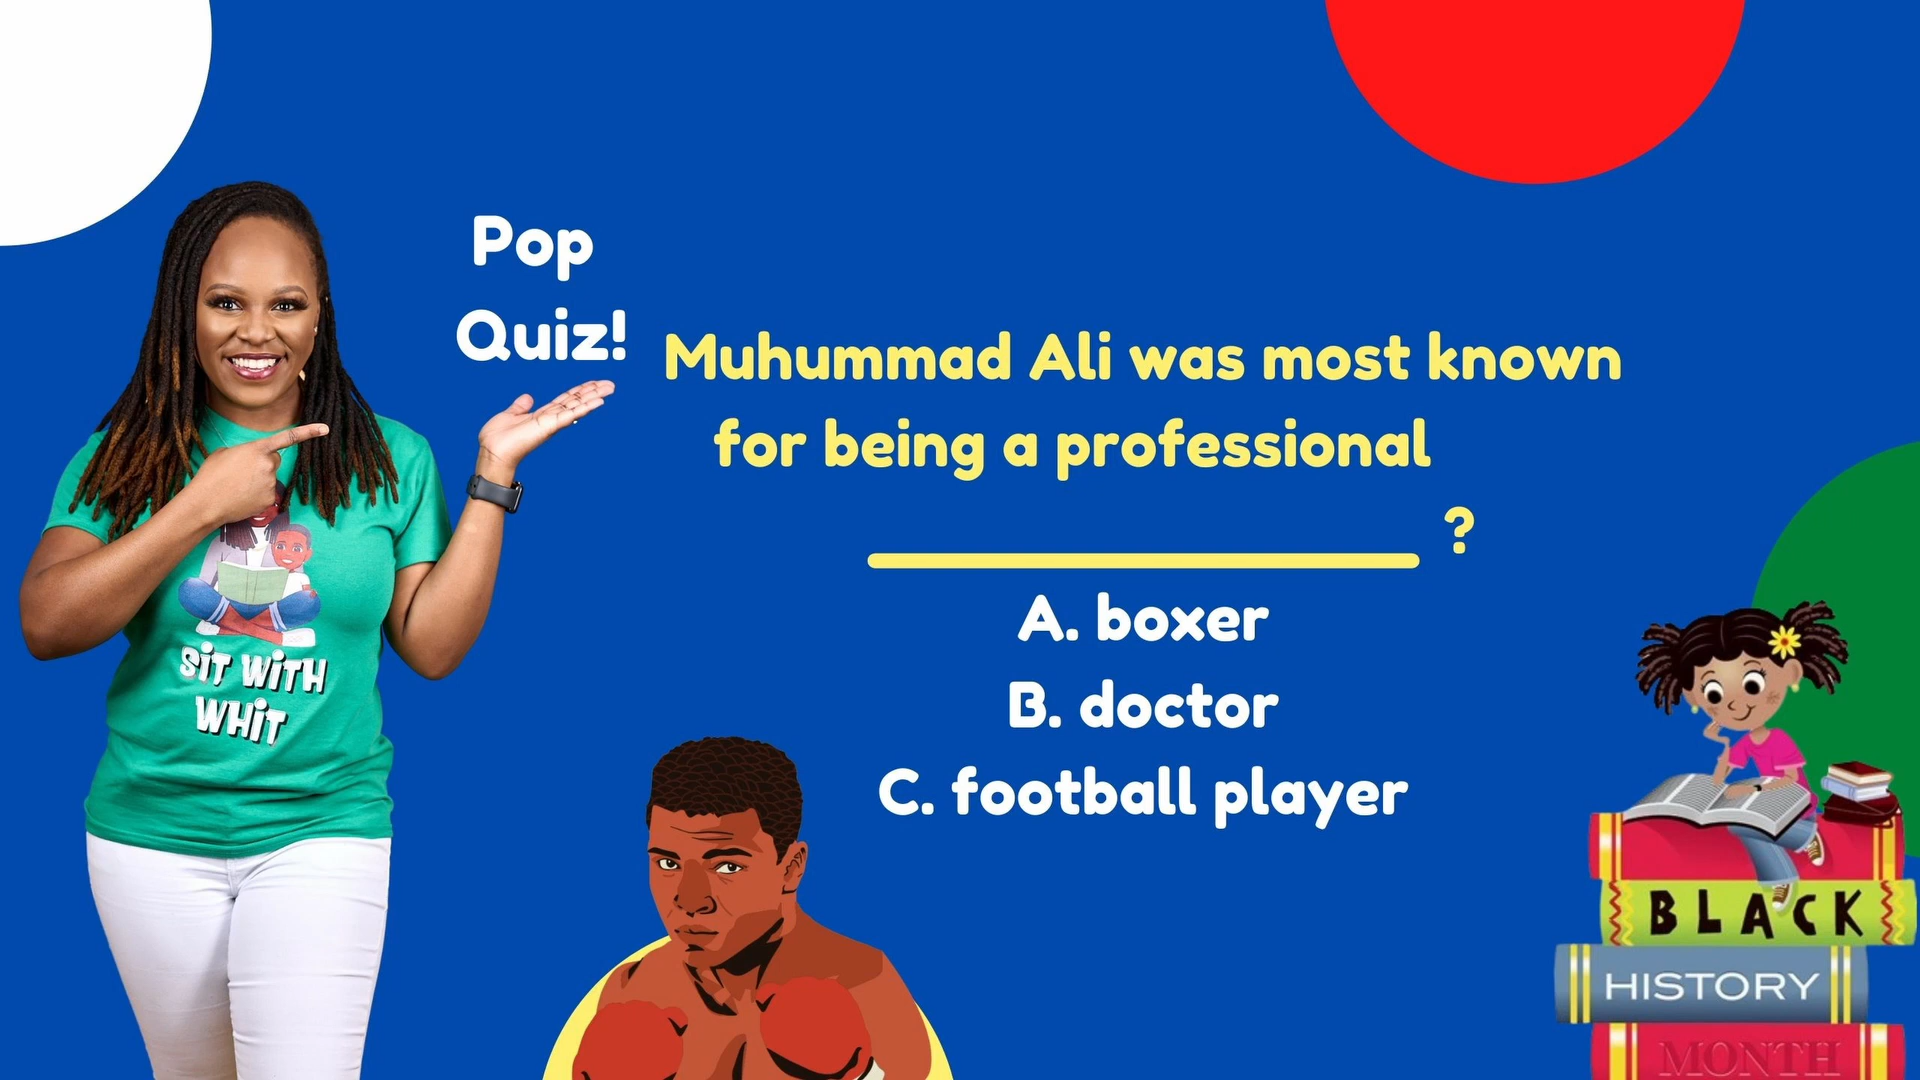 Pop
Quiz!
Muhummad Ali was most known
for being a professional
?
A. boxer
B. doctor
C. football player
SIT WITH
WHIT
BLACK
HISTORY
MONTH